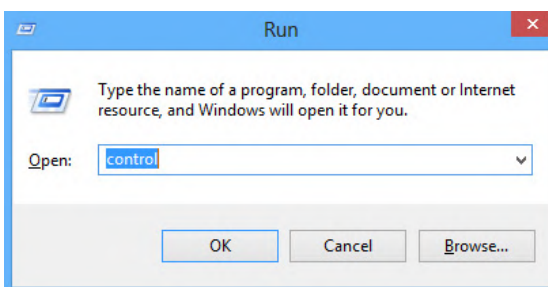 Run
Type the name of a program, folder, document or Internet
resource, and Windows will open it for you.
Open: control
OK Cancel Browse...